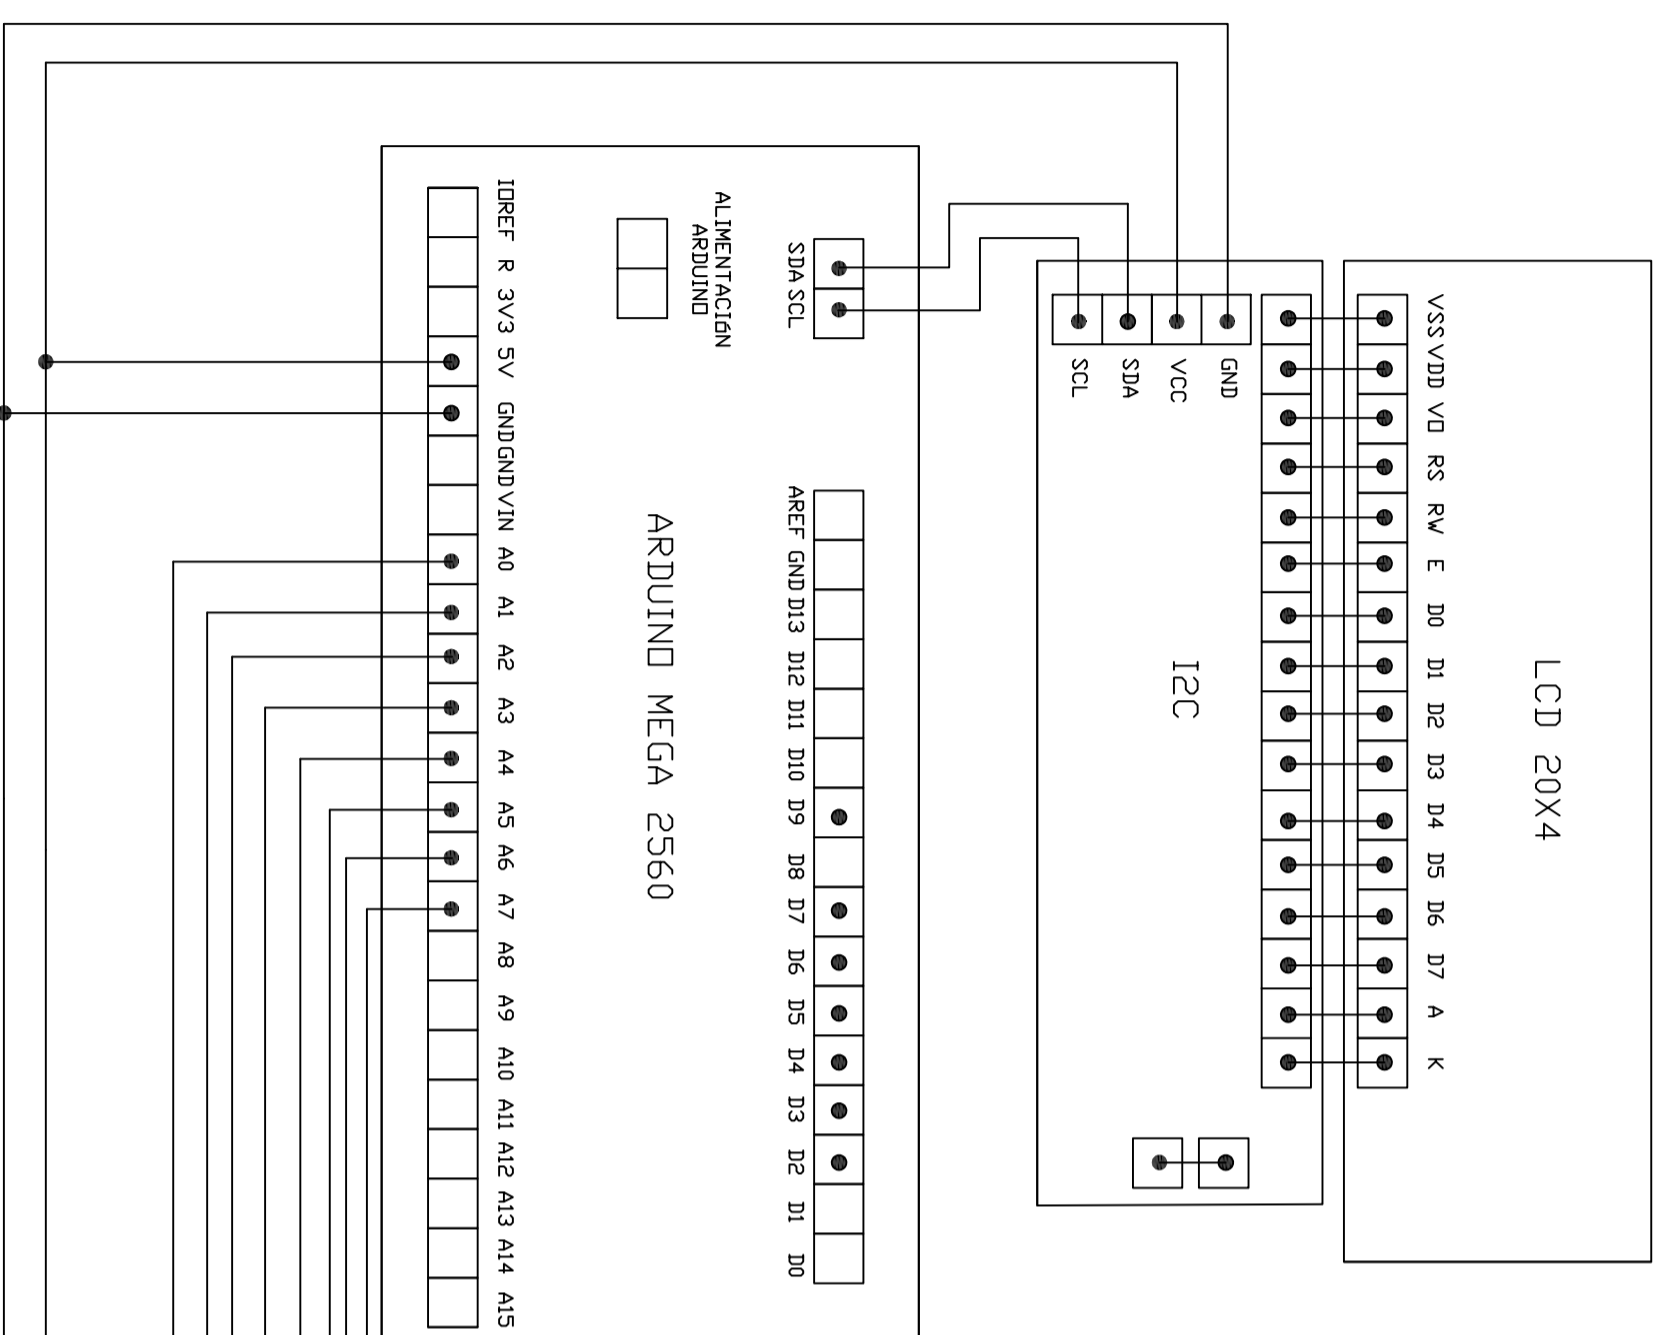 IOREF
R
3V3
5V
GND
GND
VIN
A0
A1
A2
A3
A4
A5
A6
A7
A8
A9
A10
A11
A12
A13
A14
A15
ALIMENTACIóN
ARDUINO
ARDUINO MEGA 2560
SDA
SCL
AREF
GND
D13
D12
D11
D10
D9
D8
D7
D6
D5
D4
D3
D2
D1
D0
GND
VCC
SDA
SCL
I2C
VSS
VDD
VO
RS
RW
E
D0
D1
D2
D3
D4
D5
D6
D7
A
K
LCD 20X4